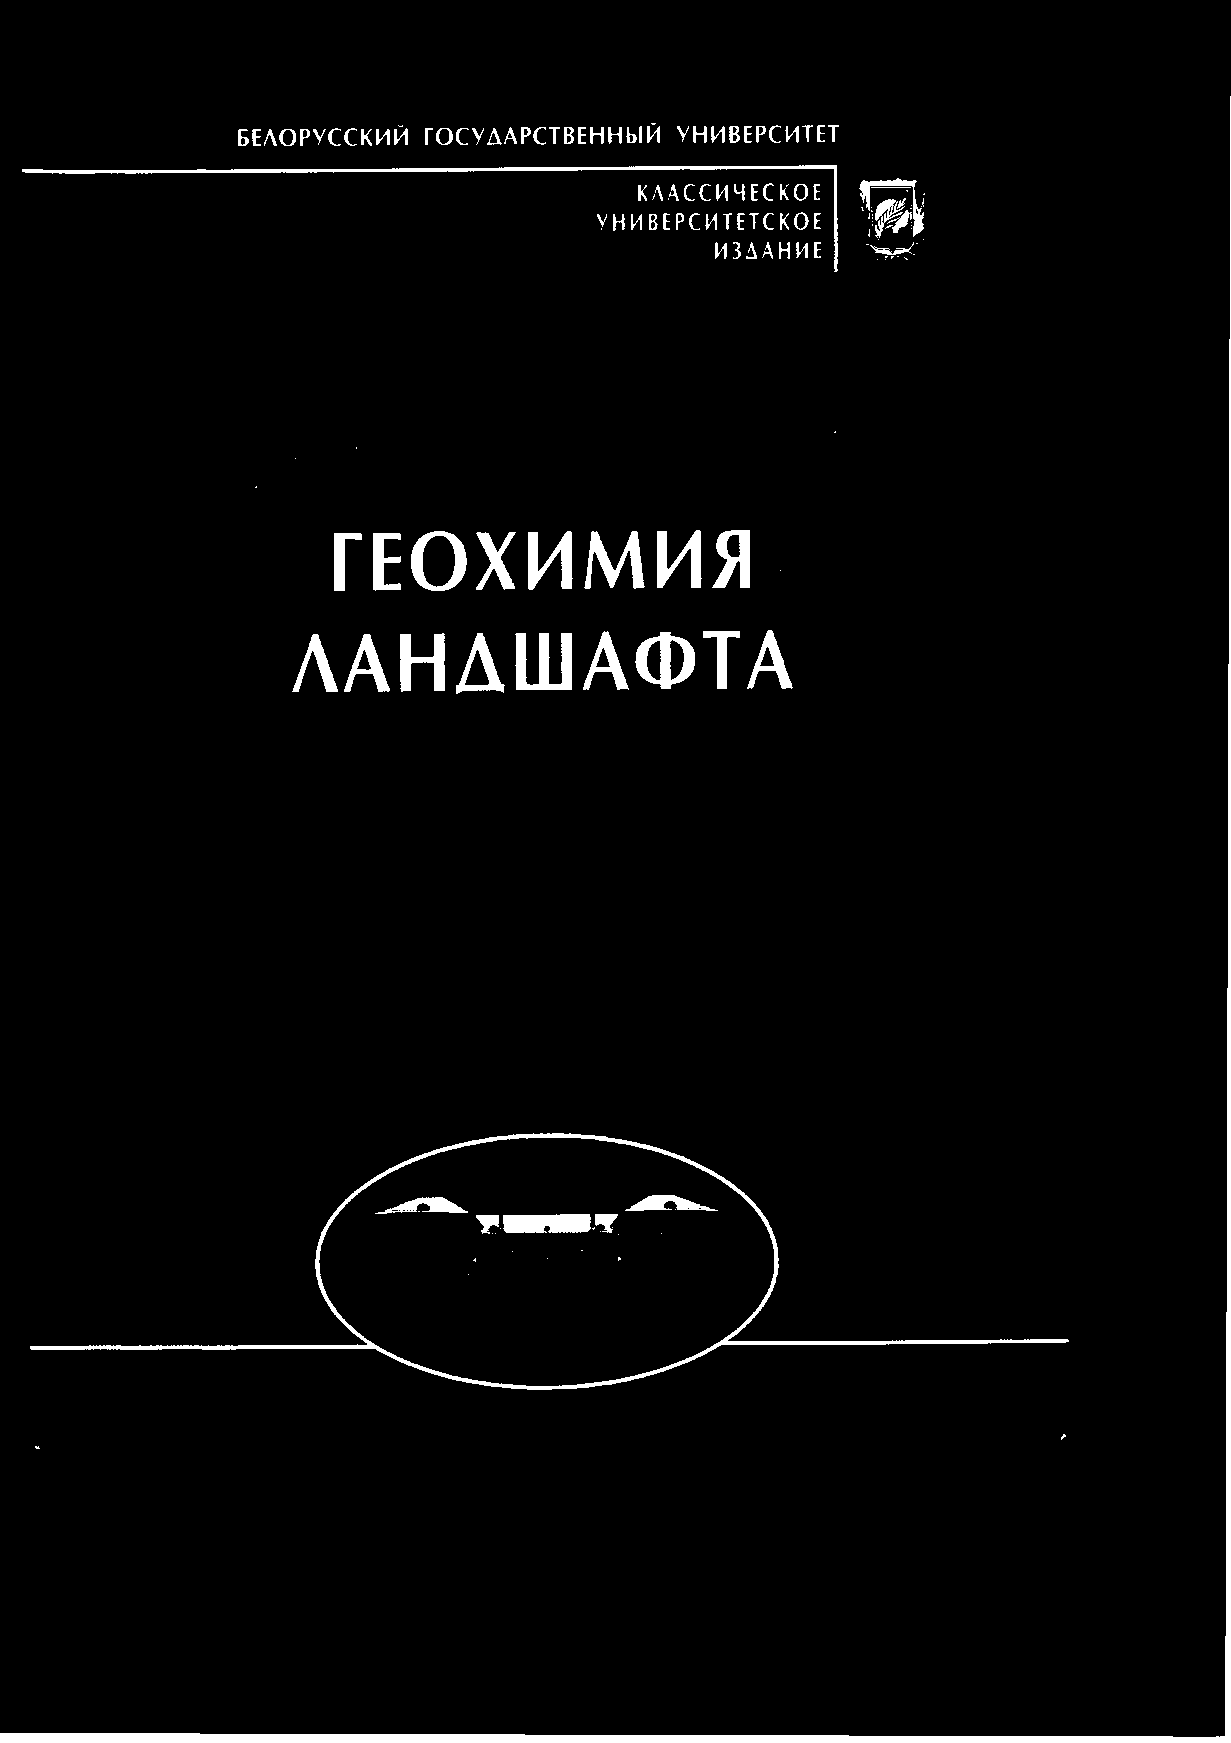 БЕЛОРУССКИЙ ГОСУДАРСТВЕННЫЙ УНИВЕРСИТЕТ
КЛАССИЧЕСКОЕ
УНИВЕРСИТЕТСКОЕ
ИЗДАНИЕ
ГЕОХИМИЯ
ЛАНДШАФТА